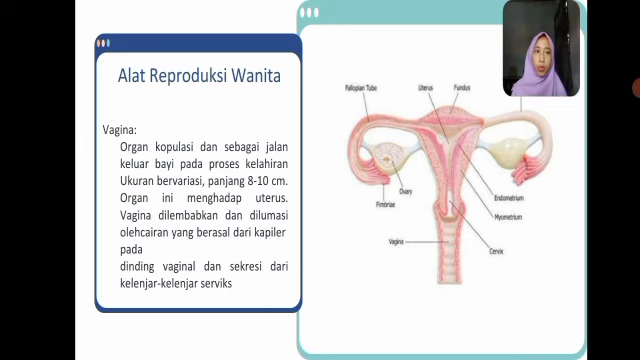 Alat Reproduksi Wanita
Vagina:
Organ kopulasi dan sebagai jalan
keluar bayi pada proses kelahiran
Ukuran bervariasi, panjang 8-10 cm.
Organ ini menghadap uterus.
Vagina dilembabkan dan dilumasi
olehcairan yang berasal dari kapiler
pada
dinding vaginal dan sekresi dari
kelenjar-kelenjar serviks
Fallopian Tube
Uterus
Fundus
Ovary
Fimbriae
Endometrium
Myometrium
Vagina
Cervix